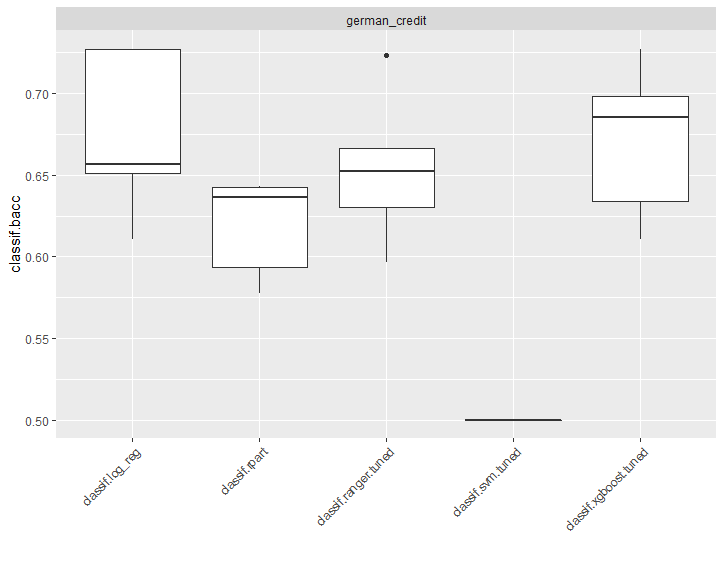 german_credit
classif.bacc
0.70
0.65
0.60
0.55
0.50
classif.log_reg
classif.rpart
classif.ranger.tuned
classif.svm.tuned
classif.xgboost.tuned